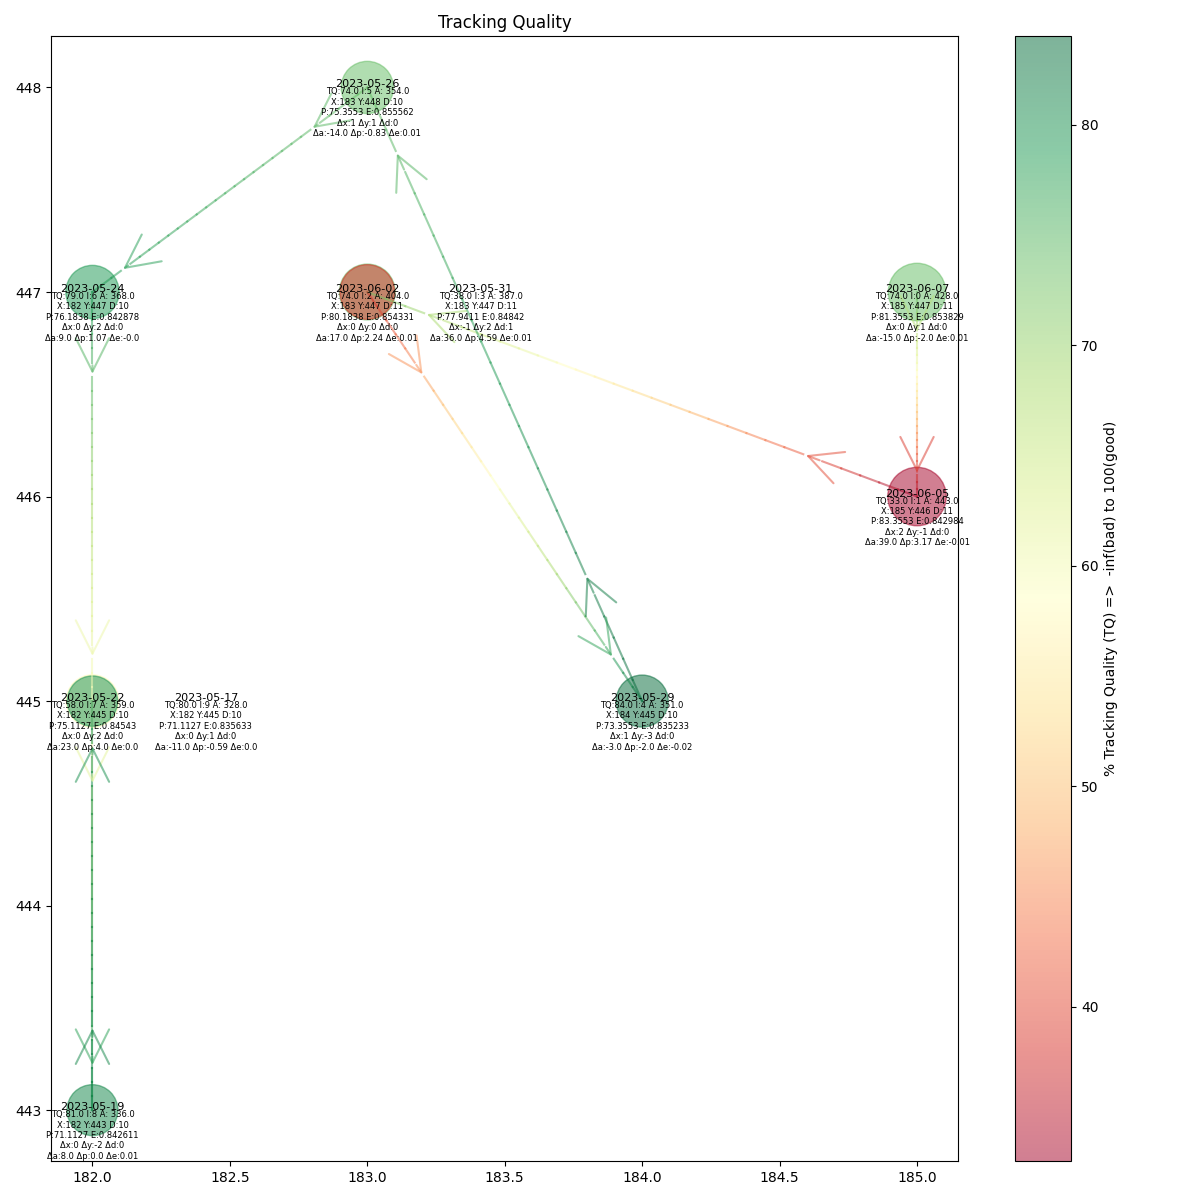 Tracking Quality
448
447
446
445
444
443
2023-05-26
TQ:74.0 I:5 A: 354.0
X:183 Y:448 D:10
P:75.3553 E:0.855562
Δx:1 Δy:1 Δd:0
Δa:-14.0 Δp:-0.83 Δe:0.01
2023-05-24
TQ:79.0 I:6 A: 368.0
X:182 Y:447 D:10
P:76.1838 E:0.842878
Δx:0 Δy:2 Δd:0
Δa:9.0 Δp:1.07 Δe:-0.0
2023-06-02
TQ:74.0 I:2 A: 404.0
X:183 Y:447 D:11
P:80.1838 E:0.854331
Δx:0 Δy:0 Δd:0
Δa:17.0 Δp:2.24 Δe:0.01
2023-05-31
TQ:38.0 I:3 A: 387.0
X:183 Y:447 D:11
P:77.9411 E:0.84842
Δx:-1 Δy:2 Δd:1
Δa:36.0 Δp:4.59 Δe:0.01
2023-06-07
TQ:74.0 I:0 A: 428.0
X:185 Y:447 D:11
P:81.3553 E:0.853829
Δx:0 Δy:1 Δd:0
Δa:-15.0 Δp:-2.0 Δe:0.01
2023-06-05
TQ:33.0 I:1 A: 443.0
X:185 Y:446 D:11
P:83.3553 E:0.842984
Δx:2 Δy:-1 Δd:0
Δa:39.0 Δp:3.17 Δe:-0.01
2023-05-22
TQ:58.0 I:7 A: 359.0
X:182 Y:445 D:10
P:75.1127 E:0.84543
Δx:0 Δy:2 Δd:0
Δa:23.0 Δp:4.0 Δe:0.0
2023-05-17
TQ:80.0 I:9 A: 328.0
X:182 Y:445 D:10
P:71.1127 E:0.835633
Δx:0 Δy:1 Δd:0
Δa:-11.0 Δp:-0.59 Δe:0.0
2023-05-29
TQ:84.0 I:4 A: 351.0
X:184 Y:445 D:10
P:73.3553 E:0.835233
Δx:1 Δy:-3 Δd:0
Δa:-3.0 Δp:-2.0 Δe:-0.02
2023-05-19
TQ:81.0 I:8 A: 336.0
X:182 Y:443 D:10
P:71.1127 E:0.842611
Δx:0 Δy:-2 Δd:0
Δa:8.0 Δp:0.0 Δe:0.01
182.0
182.5
183.0
183.5
184.0
184.5
185.0
80
70
60
50
40
% Tracking Quality (TQ) => -inf(bad) to 100(good)